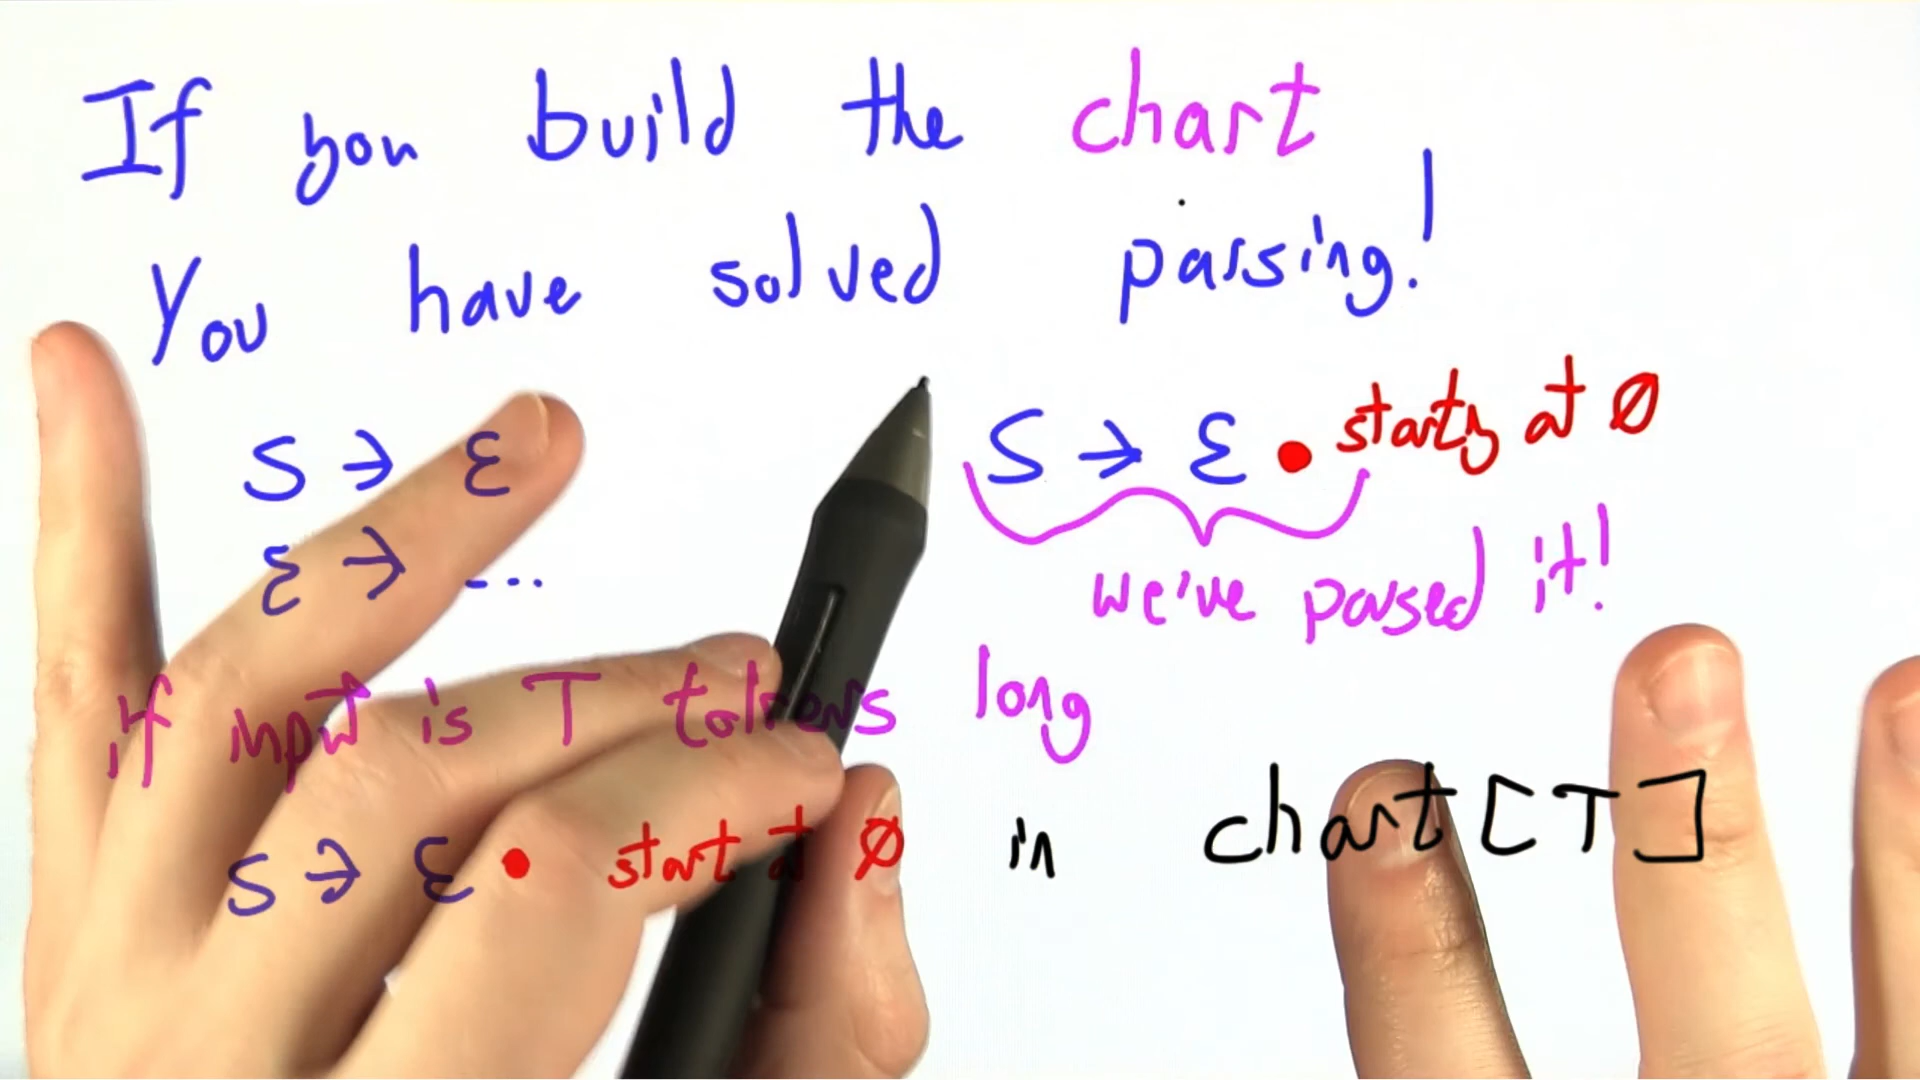 If you build the chart
You have solved parsing!
S → E
E → ...
S → E • starts at 0
we've parsed it!
if input is T tokens long
S → E • start at 0 in chart[T]